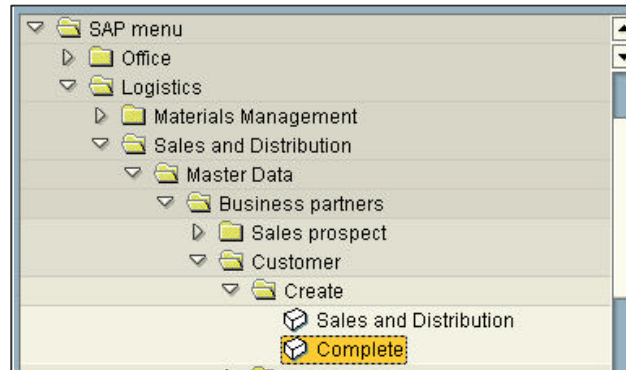 SAP menu
Office
Logistics
Materials Management
Sales and Distribution
Master Data
Business partners
Sales prospect
Customer
Create
Sales and Distribution
Complete